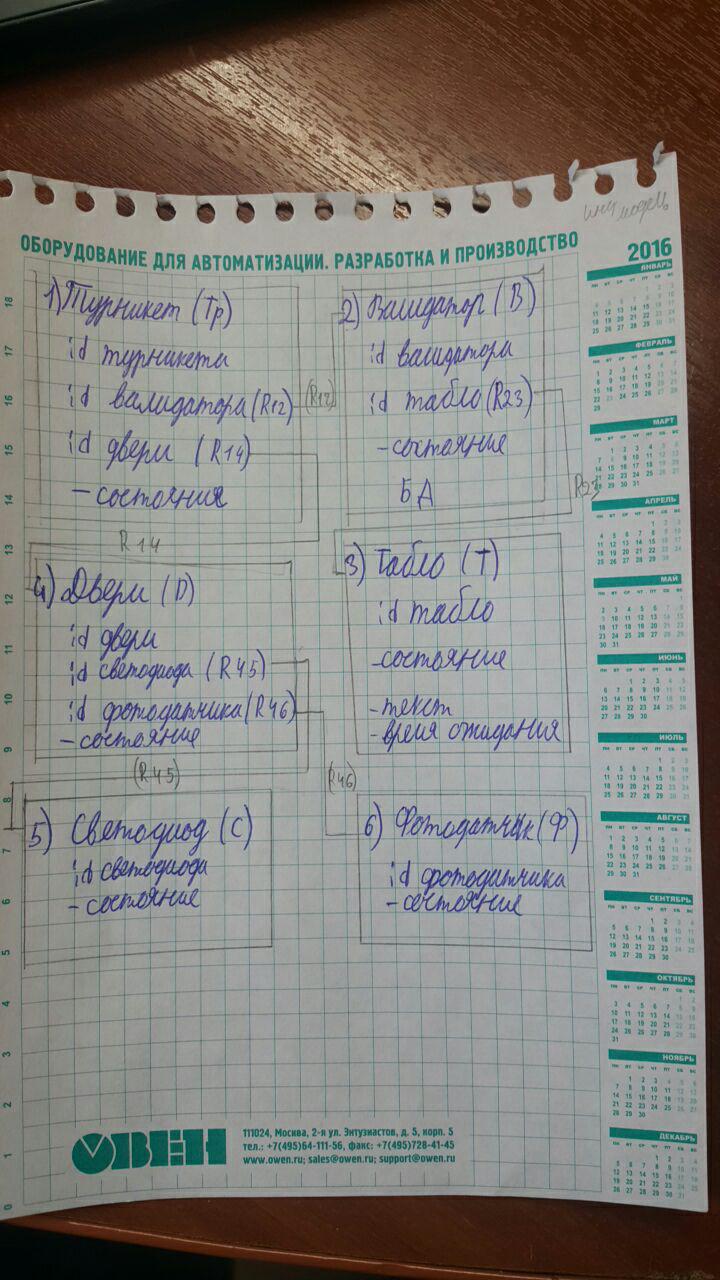 инф модель
ОБОРУДОВАНИЕ ДЛЯ АВТОМАТИЗАЦИИ. РАЗРАБОТКА И ПРОИЗВОДСТВО
2016
1) Турникет (Тр)
id турникета
id валидатора (R12)
id двери (R14)
- состояния
(R12)
2) Валидатор (В)
id валидатора
id табло (R23)
- состояние
БД
R23
R14
4) Двери (D)
id двери
id светодиода (R45)
id фотодатчика (R46)
- состояние
3) Табло (Т)
id табло
- состояние
- текст
- время ожидания
(R45)
(R46)
5) Светодиод (С)
id светодиода
- состояние
6) Фотодатчик (Ф)
id фотодатчика
- состояние
ЯНВАРЬ
ФЕВРАЛЬ
МАРТ
АПРЕЛЬ
МАЙ
ИЮНЬ
ИЮЛЬ
АВГУСТ
СЕНТЯБРЬ
ОКТЯБРЬ
НОЯБРЬ
ДЕКАБРЬ
18
17
16
15
14
13
12
11
10
9
8
7
6
5
4
3
2
1
0
ОВЕН
111024, Москва, 2-я ул. Энтузиастов, д. 5, корп. 5
тел.: +7(495)64-111-56, факс: +7(495)728-41-45
www.owen.ru; sales@owen.ru; support@owen.ru